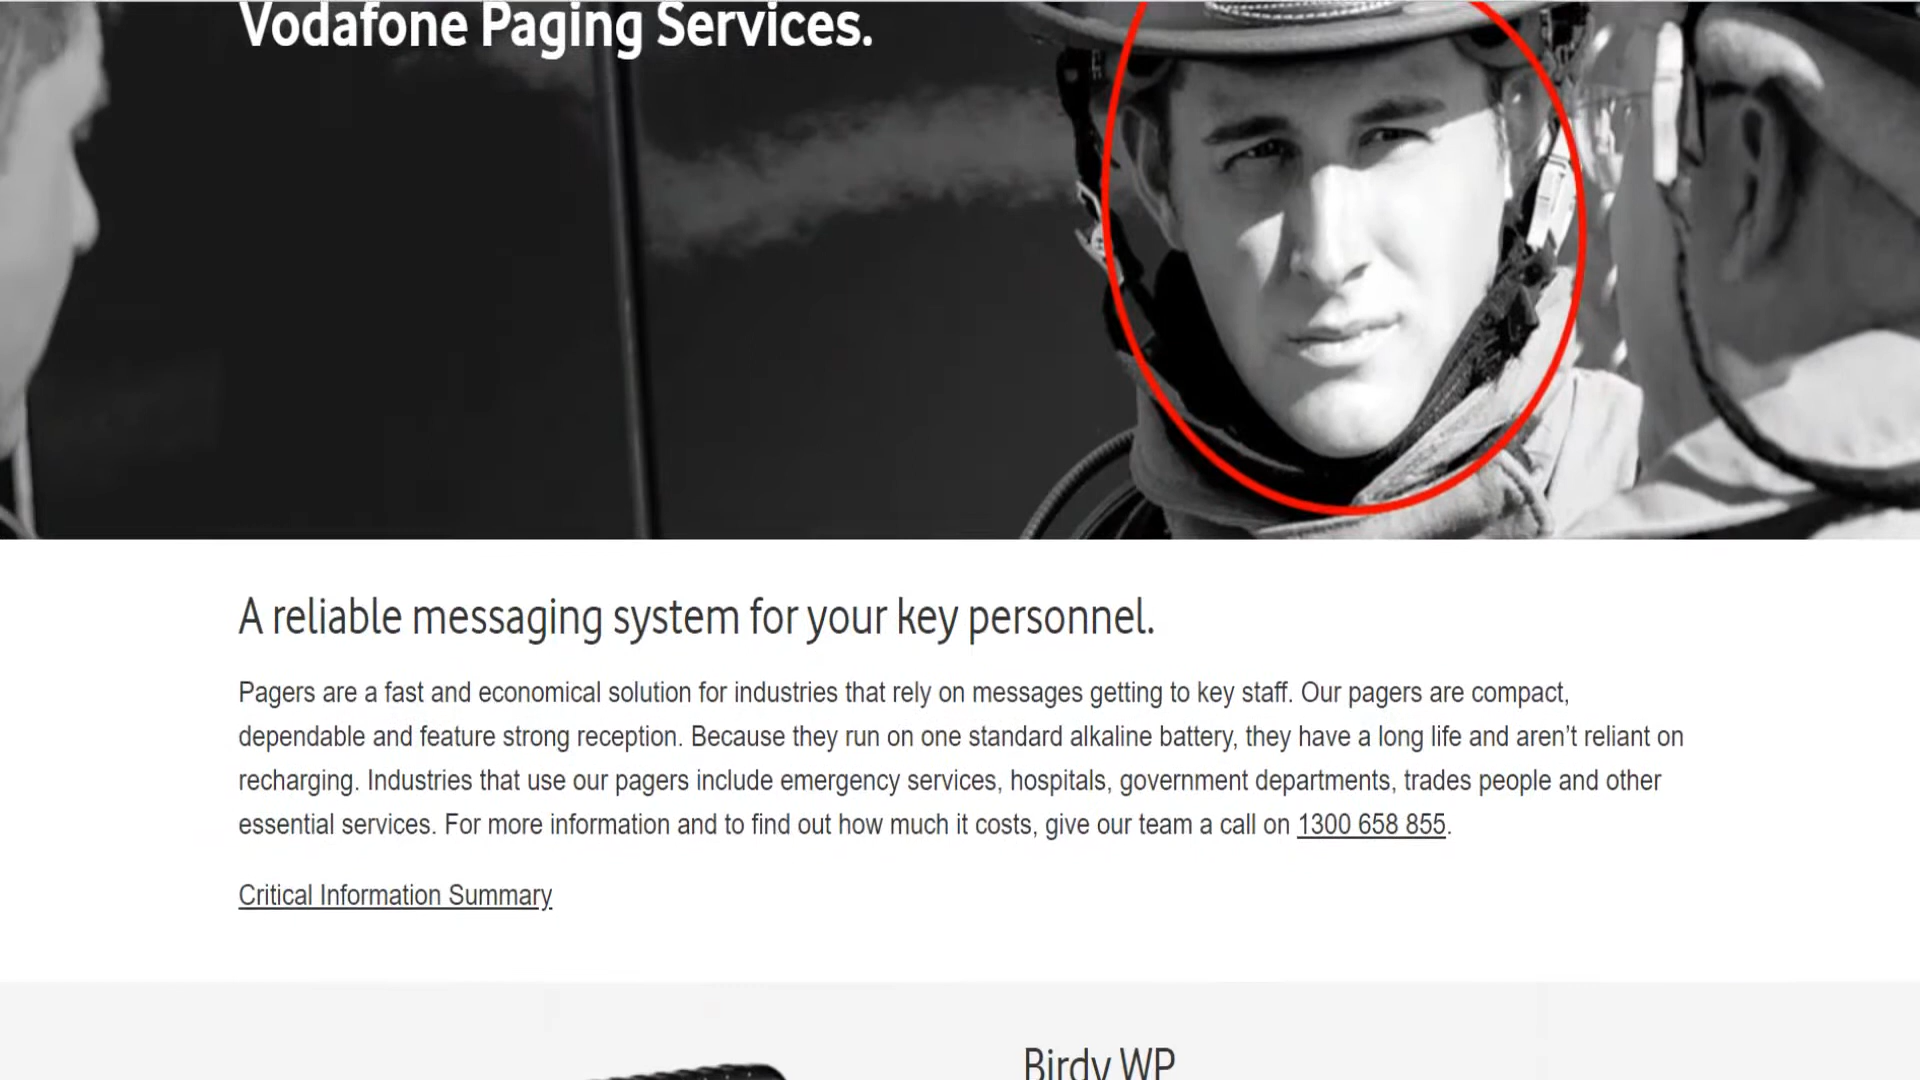 Vodafone Paging Services.
A reliable messaging system for your key personnel.
Pagers are a fast and economical solution for industries that rely on messages getting to key staff. Our pagers are compact,
dependable and feature strong reception. Because they run on one standard alkaline battery, they have a long life and aren’t reliant on
recharging. Industries that use our pagers include emergency services, hospitals, government departments, trades people and other
essential services. For more information and to find out how much it costs, give our team a call on 1300 658 855.
Critical Information Summary
Birdy WP